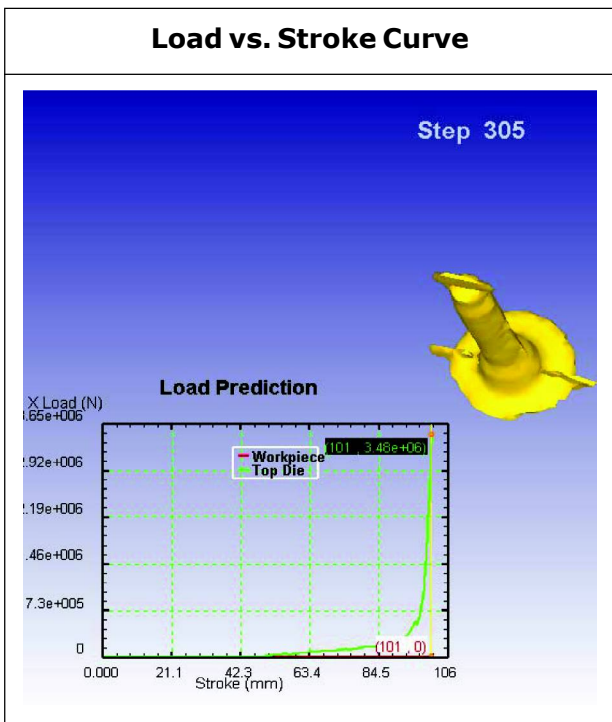 Load vs. Stroke Curve
Step 305
Load Prediction
X Load (N)
.65e+006
(101 , 3.48e+06)
Workpiece
Top Die
2.92e+006
2.19e+006
.46e+006
7.3e+005
0
(101 , 0)
0.000 21.1 42.3 63.4 84.5 106
Stroke (mm)